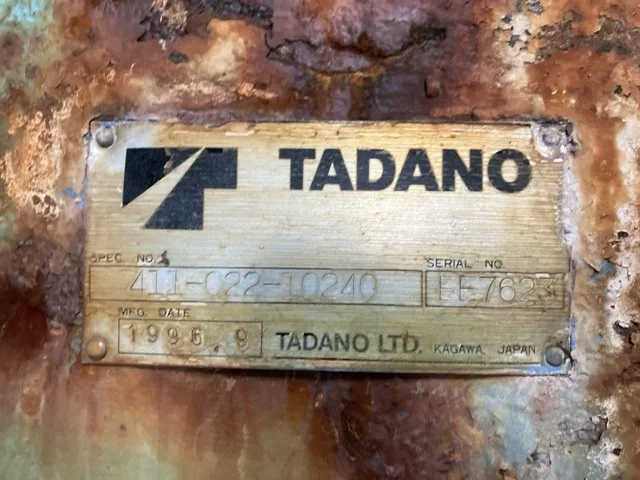 TADANO
SPEC. NO. SERIAL NO.
411-022-10240 EE7623
MFG. DATE
1996.9 TADANO LTD. KAGAWA, JAPAN